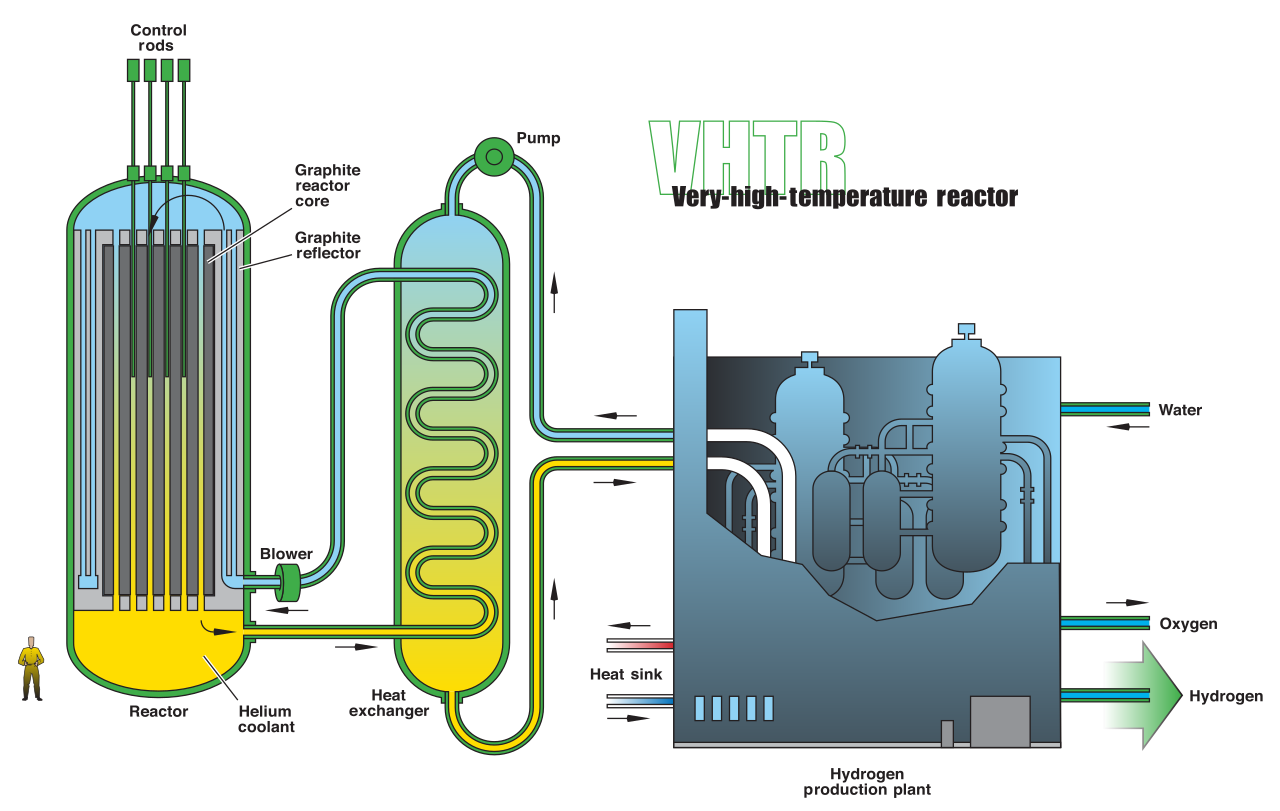 Control
rods
Pump
VHTR
Very-high-temperature reactor
Graphite
reactor
core
Graphite
reflector
Water
Blower
Oxygen
Heat sink
Hydrogen
Reactor
Helium
coolant
Heat
exchanger
Hydrogen
production plant